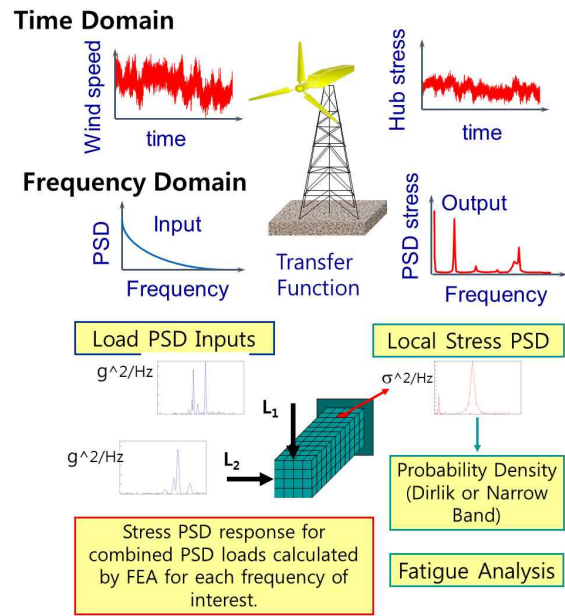 Time Domain
Wind speed
time
Hub stress
time
Frequency Domain
PSD
Input
Frequency
Transfer
Function
PSD stress
Output
Frequency
Load PSD Inputs
Local Stress PSD
g^2/Hz
σ^2/Hz
L1
g^2/Hz
L2
Probability Density
(Dirlik or Narrow
Band)
Stress PSD response for
combined PSD loads calculated
by FEA for each frequency of
interest.
Fatigue Analysis